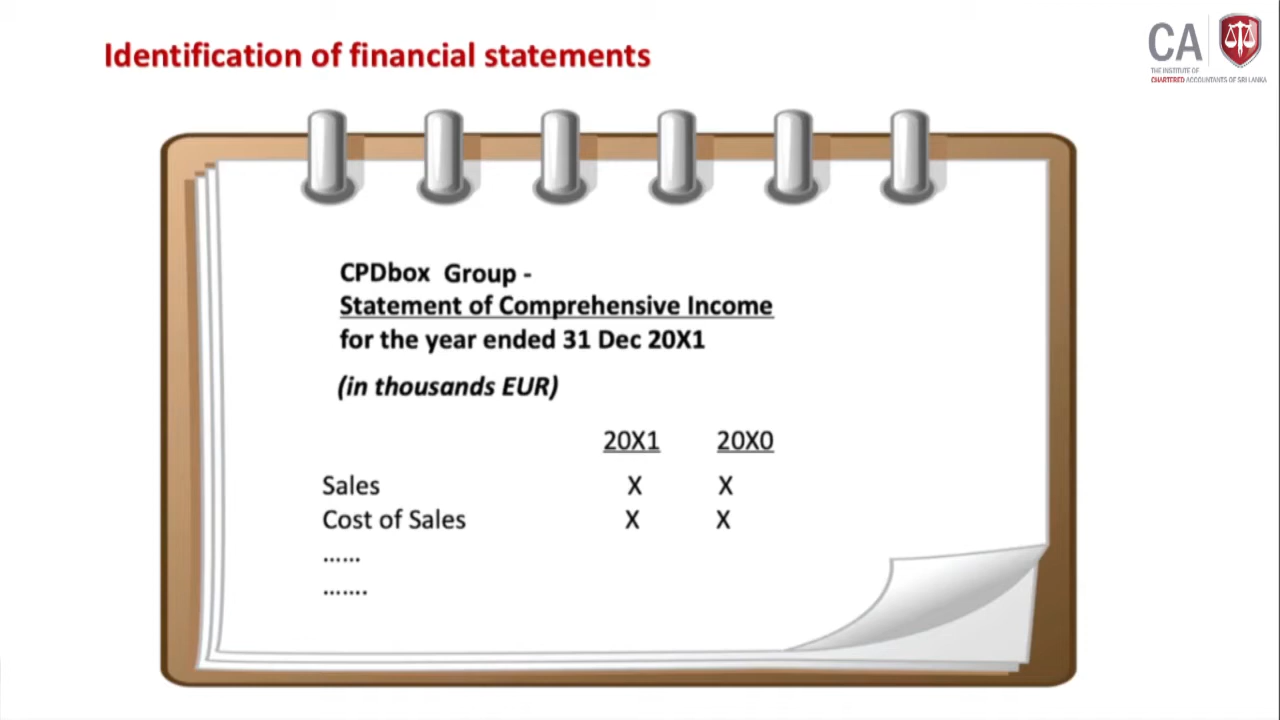 Identification of financial statements
CA
THE INSTITUTE OF
CHARTERED ACCOUNTANTS OF SRI LANKA
CPDbox Group -
Statement of Comprehensive Income
for the year ended 31 Dec 20X1
(in thousands EUR)
20X1 20X0
Sales X X
Cost of Sales X X
......
.......